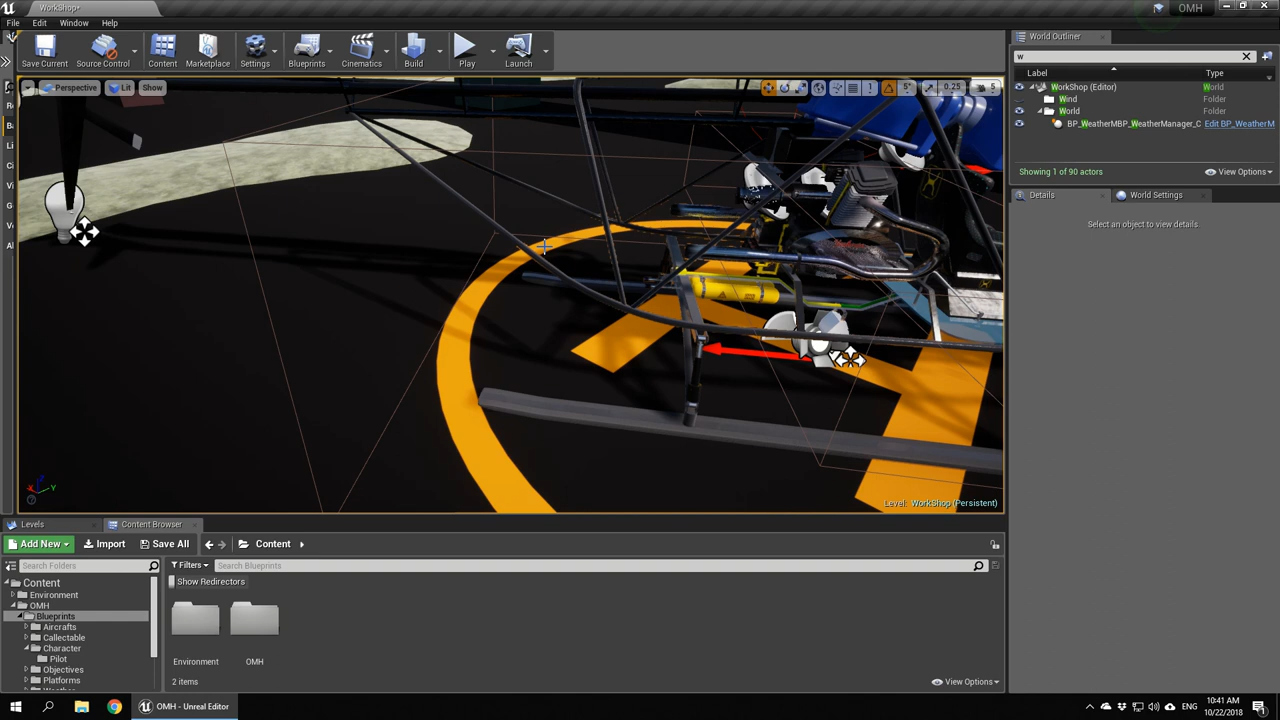 WorkShop•
OMH
File Edit Window Help
Save Current Source Control Content Marketplace Settings Blueprints Cinematics Build Play Launch
Perspective Lit Show
5° 0.25 5
World Outliner
w
Label Type
WorkShop (Editor) World
Wind Folder
World Folder
BP_WeatherMBP_WeatherManager_C Edit BP_WeatherM
Showing 1 of 90 actors View Options
Details World Settings
Select an object to view details.
Level: WorkShop (Persistent)
X Y Z
Levels Content Browser
Add New Import Save All Content
Search Folders
Filters Search Blueprints
Show Redirectors
Content
Environment
OMH
Blueprints
Aircrafts
Callectable
Character
Pilot
Objectives
Platforms
Environment OMH
2 items View Options
OMH - Unreal Editor
ENG
10:41 AM
10/22/2018
1